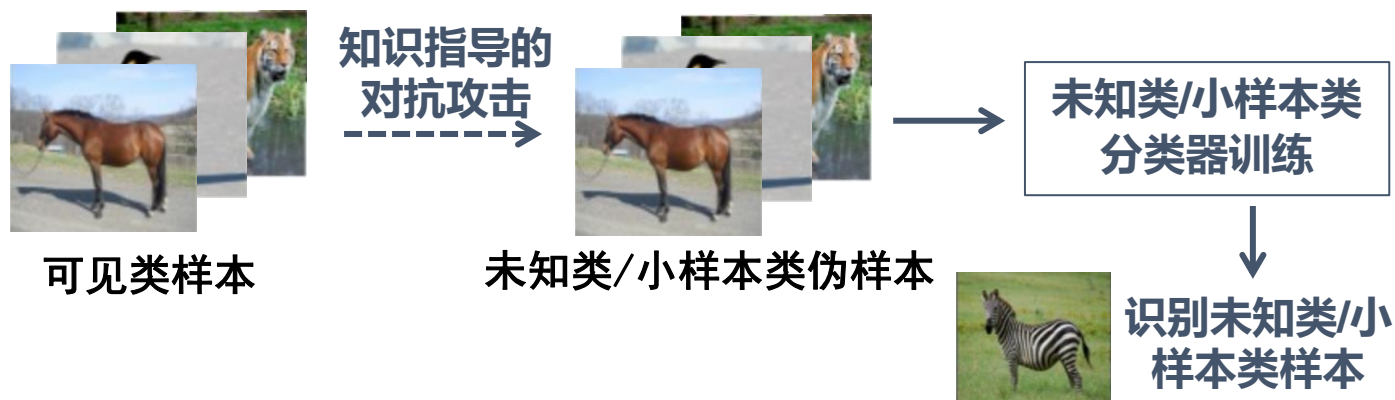 知识指导的
对抗攻击
未知类/小样本类
分类器训练
可见类样本
未知类/小样本类伪样本
识别未知类/小
样本类样本